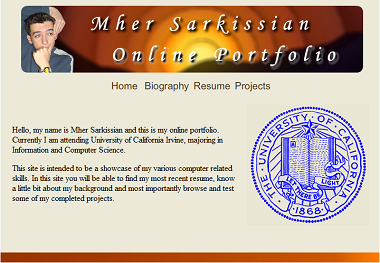 Mher Sarkissian
Online Portfolio
Home Biography Resume Projects
Hello, my name is Mher Sarkissian and this is my online portfolio.
Currently I am attending University of California Irvine, majoring in
Information and Computer Science.
This site is intended to be a showcase of my various computer related
skills. In this site you will be able to find my most recent resume, know
a little bit about my background and most importantly browse and test
some of my completed projects.
THE · UNIVERSITY · OF · CALIFORNIA
LET THERE BE LIGHT
· 1868 ·